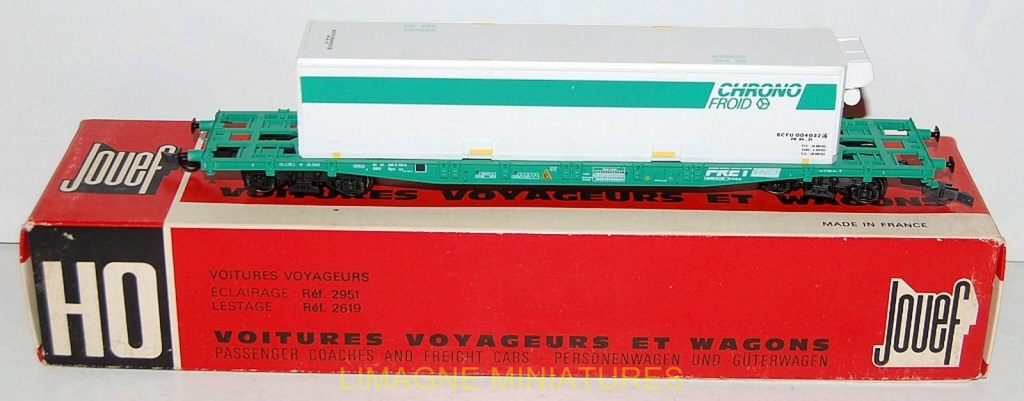 CHRONO
FROID
SCFU 004032
FRET
Jouef
VOITURES VOYAGEURS ET WAGONS
MADE IN FRANCE
HO
VOITURES VOYAGEURS
ECLAIRAGE : Réf. 2951
LESTAGE : Réf. 2619
Jouef
VOITURES VOYAGEURS ET WAGONS
PASSENGER COACHES AND FREIGHT CARS - PERSONENWAGEN UND GÜTERWAGEN
LIMAGNE MINIATURES